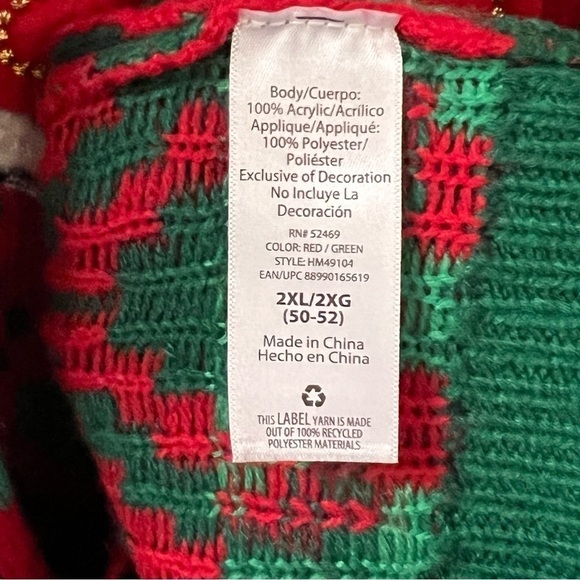 Body/Cuerpo:
100% Acrylic/Acrílico
Applique/Appliqué:
100% Polyester/
Poliéster
Exclusive of Decoration
No Incluye La
Decoración
RN# 52469
COLOR: RED / GREEN
STYLE: HM49104
EAN/UPC 88990165619
2XL/2XG
(50-52)
Made in China
Hecho en China
THIS LABEL YARN IS MADE
OUT OF 100% RECYCLED
POLYESTER MATERIALS